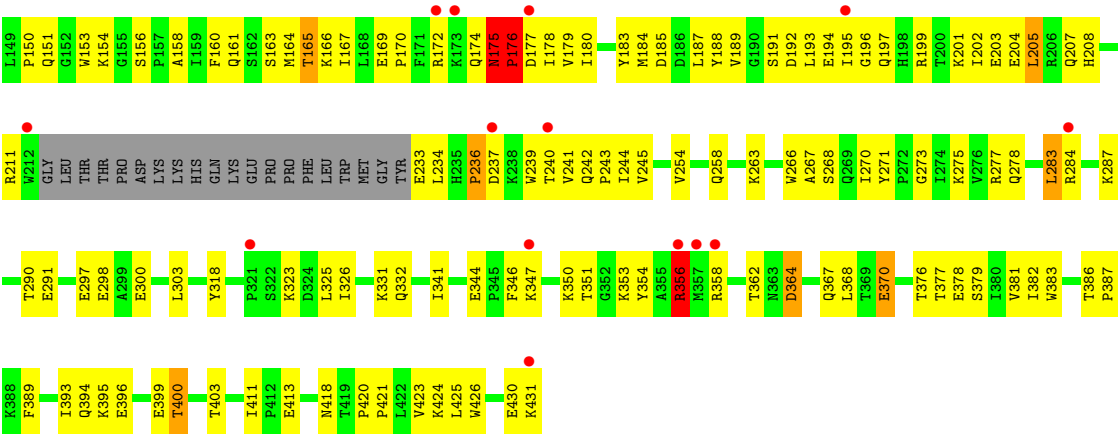 L149 P150 Q151 G152 W153 K154 G155 S156 P157 A158 I159 F160 Q161 S162 S163 M164 T165 K166 I167 L168 E169 P170 F171 R172 K173 Q174 N175 P176 D177 I178 V179 I180 Y183 M184 D185 D186 L187 Y188 V189 G190 S191 D192 L193 E194 I195 G196 Q197 H198 R199 T200 K201 I202 E203 E204 L205 R206 Q207 H208
R211 W212 GLY LEU THR THR PRO ASP LYS LYS HIS GLN LYS GLU PRO PRO PHE LEU TRP MET GLY TYR E233 L234 H235 P236 D237 K238 W239 T240 V241 Q242 P243 I244 V245 V254 Q258 K263 W266 A267 S268 Q269 I270 Y271 P272 G273 I274 K275 V276 R277 Q278 L283 R284 K287
T290 E291 E297 E298 A299 E300 L303 Y318 P321 S322 K323 D324 L325 I326 K331 Q332 I341 E344 P345 F346 K347 K350 T351 G352 K353 Y354 A355 R356 M357 R358 T362 N363 D364 Q367 L368 T369 E370 T376 T377 E378 S379 I380 V381 I382 W383 T386 P387
K388 F389 I393 Q394 K395 E396 E399 T400 T403 I411 P412 E413 N418 T419 P420 P421 L422 V423 K424 L425 W426 E430 K431